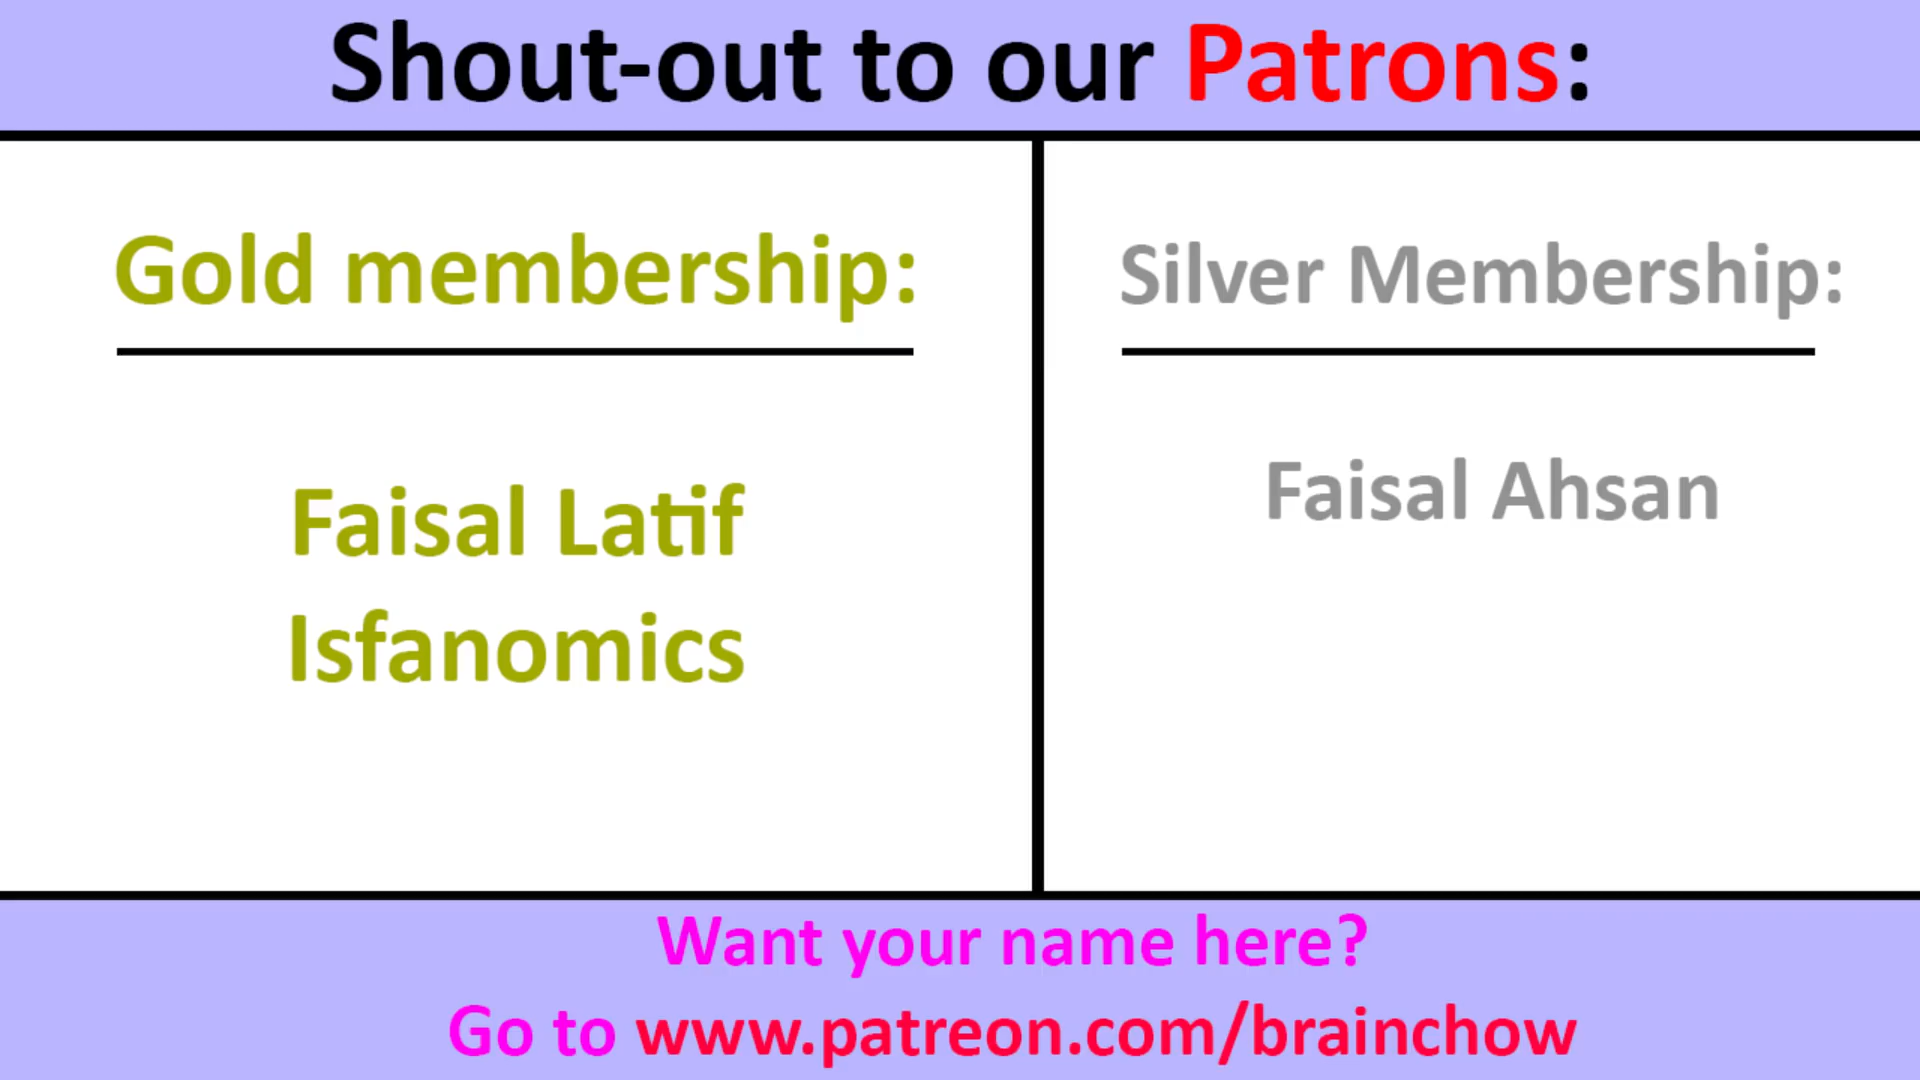 Shout-out to our Patrons:
Gold membership:
Faisal Latif
Isfanomics
Silver Membership:
Faisal Ahsan
Want your name here?
Go to www.patreon.com/brainchow